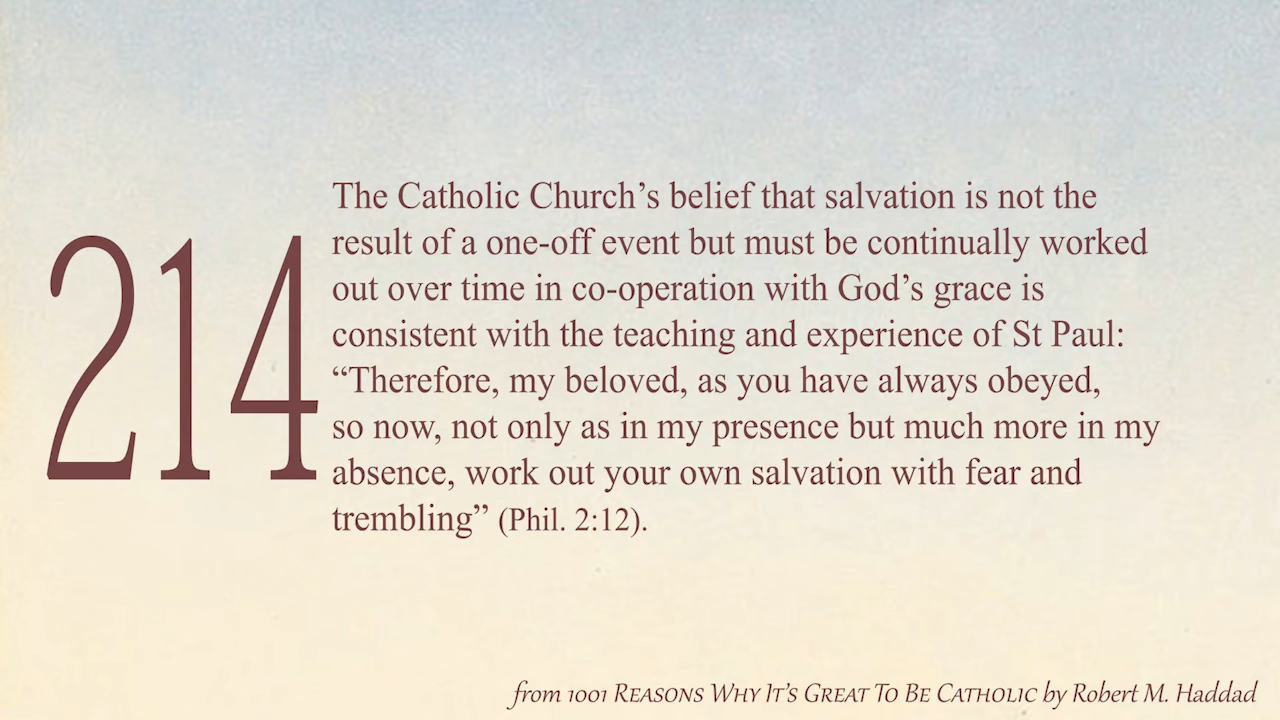 214
The Catholic Church’s belief that salvation is not the
result of a one-off event but must be continually worked
out over time in co-operation with God’s grace is
consistent with the teaching and experience of St Paul:
“Therefore, my beloved, as you have always obeyed,
so now, not only as in my presence but much more in my
absence, work out your own salvation with fear and
trembling” (Phil. 2:12).
from 1001 Reasons Why It’s Great To Be Catholic by Robert M. Haddad